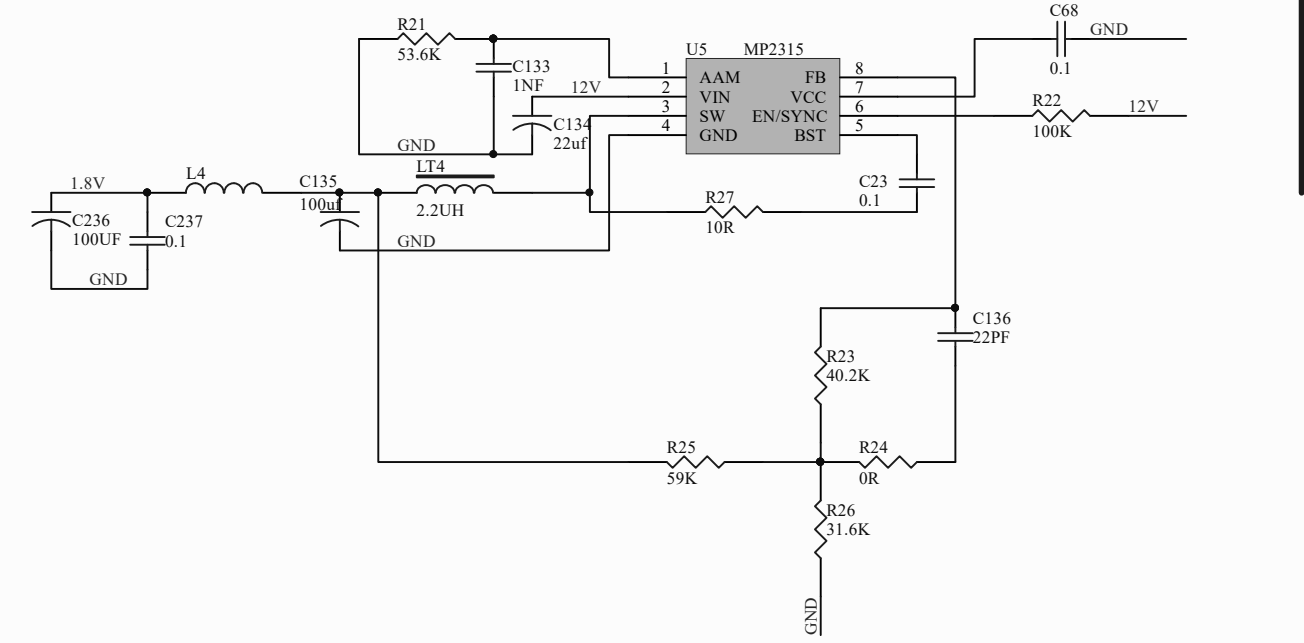 C68
R21
GND
53.6K
U5 MP2315
C133
0.1
1 AAM FB 8
1NF
12V
2 VIN VCC 7
R22
12V
3 SW EN/SYNC 6
C134
100K
22uf
4 GND BST 5
GND
LT4
L4
1.8V
C135
C23
100uf
0.1
R27
2.2UH
C236
C237
10R
100UF
0.1
GND
GND
C136
22PF
R23
40.2K
R25
R24
59K
0R
R26
31.6K
GND